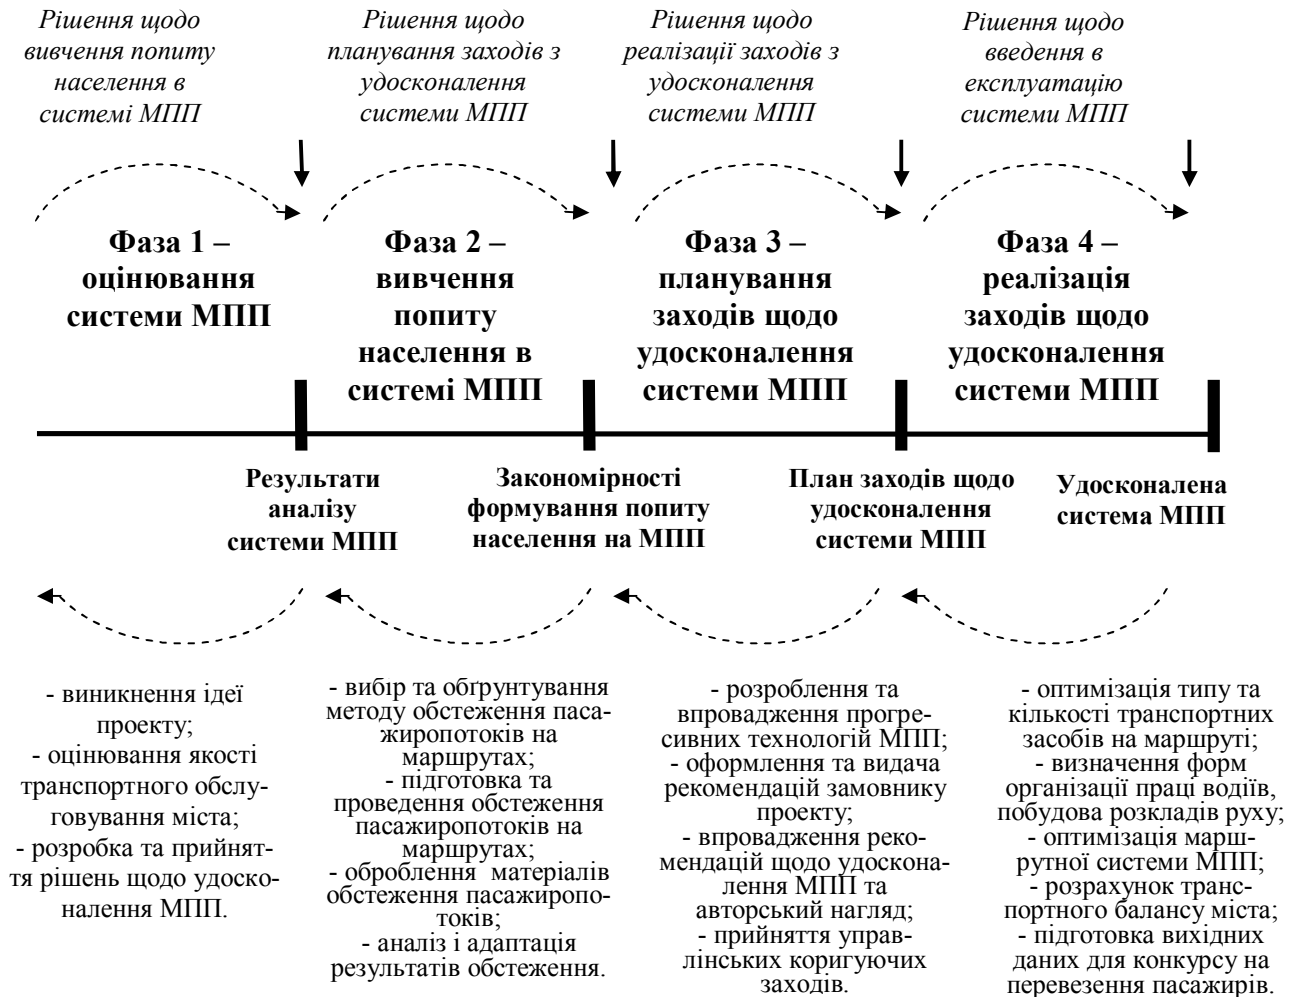 Рішення щодо
вивчення попиту
населення в
системі МПП
Рішення щодо
планування заходів з
удосконалення
системи МПП
Рішення щодо
реалізації заходів з
удосконалення
системи МПП
Рішення щодо
введення в
експлуатацію
системи МПП
Фаза 1 –
оцінювання
системи МПП
Фаза 2 –
вивчення
попиту
населення в
системі МПП
Фаза 3 –
планування
заходів щодо
удосконалення
системи МПП
Фаза 4 –
реалізація
заходів щодо
удосконалення
системи МПП
Результати
аналізу
системи МПП
Закономірності
формування попиту
населення на МПП
План заходів щодо
удосконалення
системи МПП
Удосконалена
система МПП
- виникнення ідеї
проекту;
- оцінювання якості
транспортного обслу-
говування міста;
- розробка та прийнят-
тя рішень щодо удоско-
налення МПП.
- вибір та обґрунтування
методу обстеження паса-
жиропотоків на
маршрутах;
- підготовка та
проведення обстеження
пасажиропотоків на
маршрутах;
- оброблення матеріалів
обстеження пасажиропо-
токів;
- аналіз і адаптація
результатів обстеження.
- розроблення та
впровадження прогре-
сивних технологій МПП;
- оформлення та видача
рекомендацій замовнику
проекту;
- впровадження реко-
мендацій щодо удоскона-
лення МПП та
авторський нагляд;
- прийняття управ-
лінських коригуючих
заходів.
- оптимізація типу та
кількості транспортних
засобів на маршруті;
- визначення форм
організації праці водіїв,
побудова розкладів руху;
- оптимізація марш-
рутної системи МПП;
- розрахунок транс-
портного балансу міста;
- підготовка вихідних
даних для конкурсу на
перевезення пасажирів.